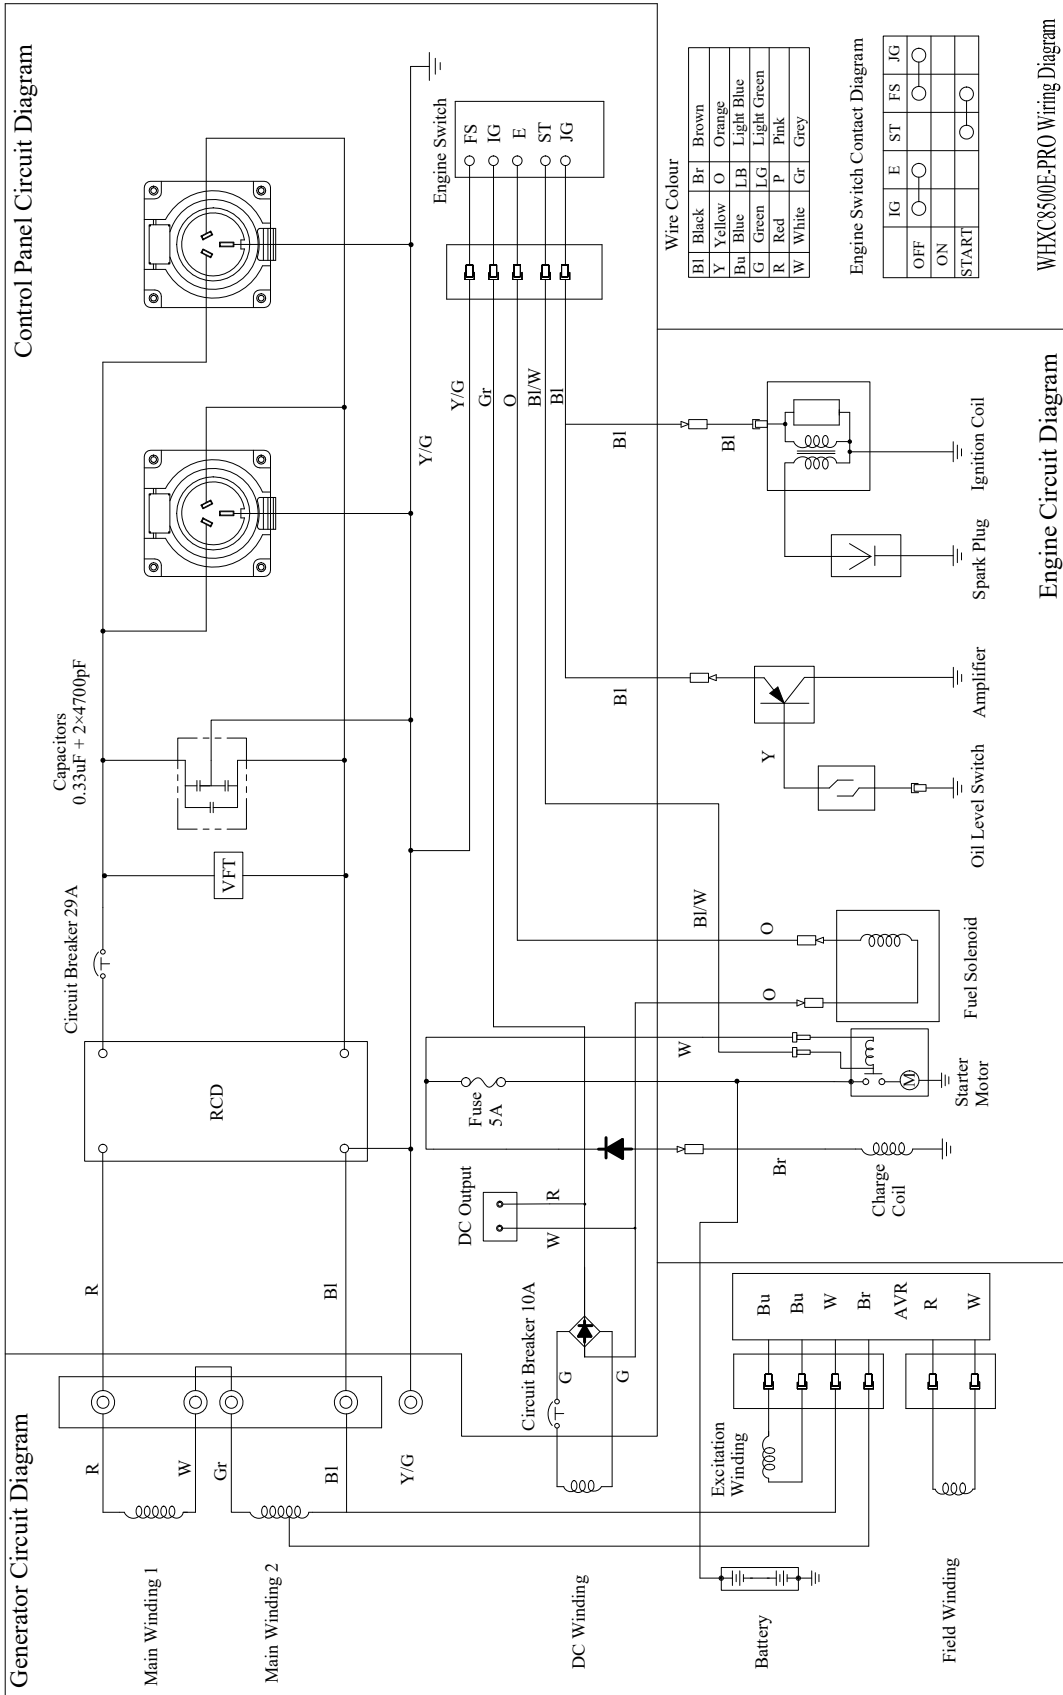 Generator Circuit Diagram
Control Panel Circuit Diagram
Main Winding 1
Main Winding 2
DC Winding
Battery
Field Winding
Excitation
Winding
R
W
Gr
Bl
Y/G
R
Bl
RCD
Circuit Breaker 29A
VFT
Capacitors
0.33uF + 2×4700pF
Y/G
Circuit Breaker 10A
G
G
DC Output
W
R
Fuse
5A
W
Bl/W
Y/G
Gr
O
Bl/W
Bl
Engine Switch
FS
IG
E
ST
JG
Bu
Bu
W
Br
AVR
R
W
Br
Charge
Coil
M
Starter
Motor
O
O
Fuel Solenoid
Y
Oil Level Switch
Bl
Amplifier
Spark Plug
Bl
Bl
Ignition Coil
Engine Circuit Diagram
Wire Colour
Bl Black Br Brown
Y Yellow O Orange
Bu Blue LB Light Blue
G Green LG Light Green
R Red P Pink
W White Gr Grey
Engine Switch Contact Diagram
IG E ST FS JG
OFF
ON
START
WHXC8500E-PRO Wiring Diagram